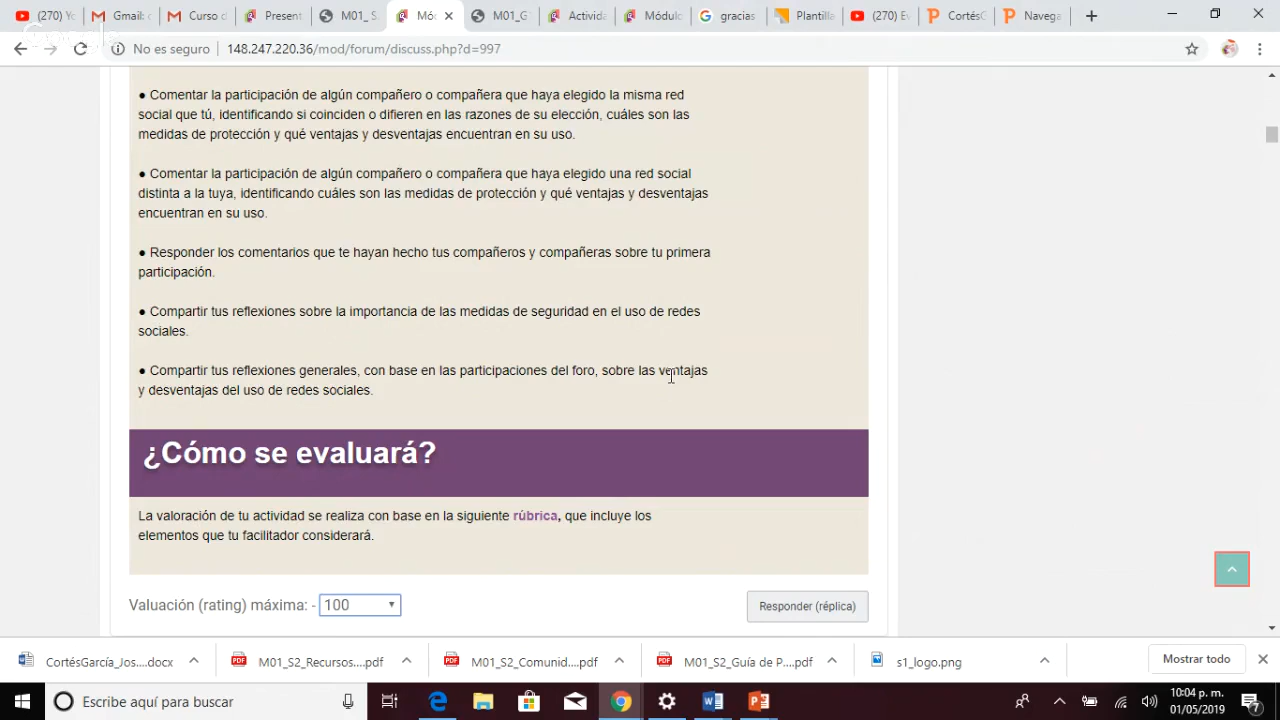 (270) Yo
Gmail: c
Curso d
Present
M01_ S
Mód
M01_G
Activida
Módulo
gracias
Plantilla
(270) Ev
CortésG
Navega
No es seguro
148.247.220.36/mod/forum/discuss.php?d=997
● Comentar la participación de algún compañero o compañera que haya elegido la misma red
social que tú, identificando si coinciden o difieren en las razones de su elección, cuáles son las
medidas de protección y qué ventajas y desventajas encuentran en su uso.
● Comentar la participación de algún compañero o compañera que haya elegido una red social
distinta a la tuya, identificando cuáles son las medidas de protección y qué ventajas y desventajas
encuentran en su uso.
● Responder los comentarios que te hayan hecho tus compañeros y compañeras sobre tu primera
participación.
● Compartir tus reflexiones sobre la importancia de las medidas de seguridad en el uso de redes
sociales.
● Compartir tus reflexiones generales, con base en las participaciones del foro, sobre las ventajas
y desventajas del uso de redes sociales.
¿Cómo se evaluará?
La valoración de tu actividad se realiza con base en la siguiente rúbrica, que incluye los
elementos que tu facilitador considerará.
Valuación (rating) máxima: - 100
Responder (réplica)
CortésGarcía_Jos....docx
M01_S2_Recursos....pdf
M01_S2_Comunid....pdf
M01_S2_Guía de P....pdf
s1_logo.png
Mostrar todo
Escribe aquí para buscar
10:04 p. m.
01/05/2019
7